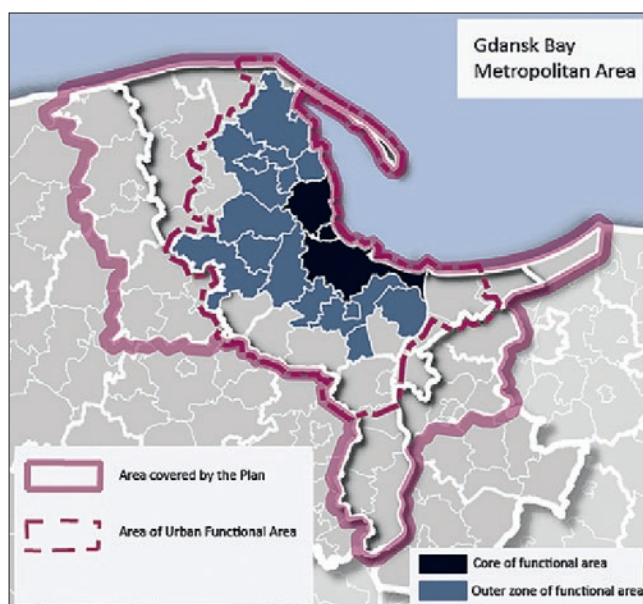 Gdansk Bay
Metropolitan Area
Area covered by the Plan
Area of Urban Functional Area
Core of functional area
Outer zone of functional area